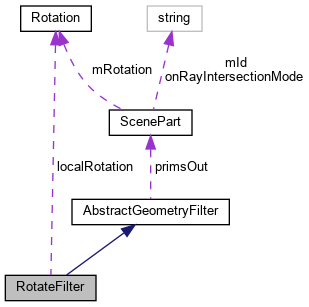 Rotation
string
mRotation
mId
onRayIntersectionMode
ScenePart
localRotation
primsOut
AbstractGeometryFilter
RotateFilter